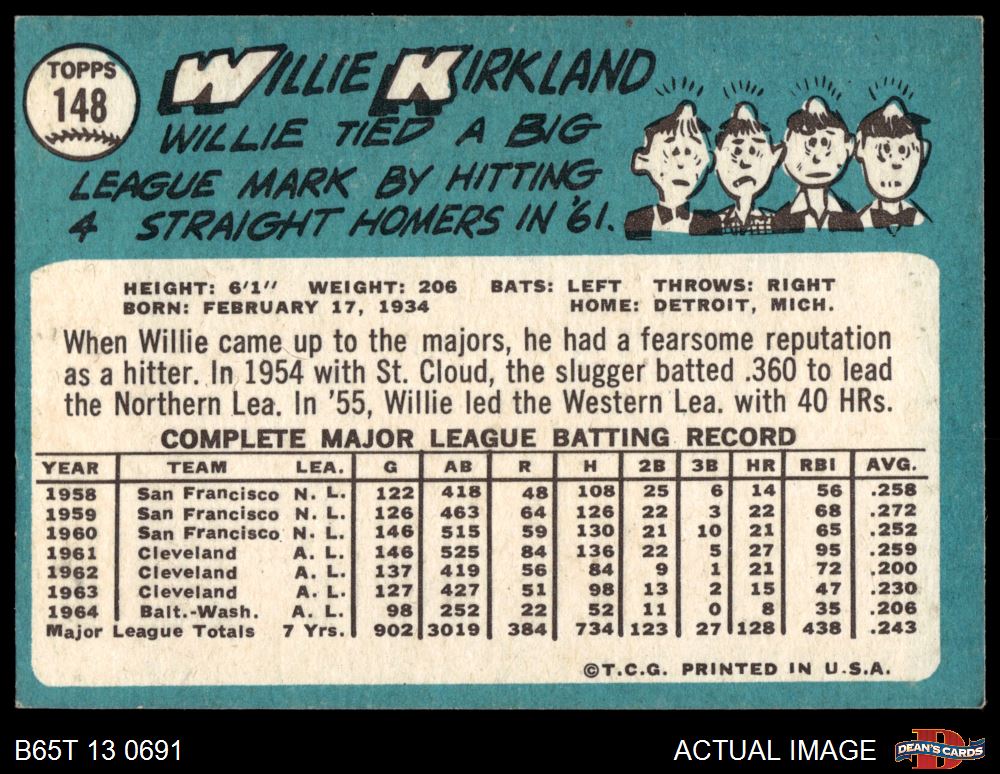 TOPPS
148
WILLIE KIRKLAND
WILLIE TIED A BIG
LEAGUE MARK BY HITTING
4 STRAIGHT HOMERS IN '61.
HEIGHT: 6'1" WEIGHT: 206 BATS: LEFT THROWS: RIGHT
BORN: FEBRUARY 17, 1934 HOME: DETROIT, MICH.
When Willie came up to the majors, he had a fearsome reputation
as a hitter. In 1954 with St. Cloud, the slugger batted .360 to lead
the Northern Lea. In '55, Willie led the Western Lea. with 40 HRs.
COMPLETE MAJOR LEAGUE BATTING RECORD
YEAR TEAM LEA. G AB R H 2B 3B HR RBI AVG.
1958 San Francisco N. L. 122 418 48 108 25 6 14 56 .258
1959 San Francisco N. L. 126 463 64 126 22 3 22 68 .272
1960 San Francisco N. L. 146 515 59 130 21 10 21 65 .252
1961 Cleveland A. L. 146 525 84 136 22 5 27 95 .259
1962 Cleveland A. L. 137 419 56 84 9 1 21 72 .200
1963 Cleveland A. L. 127 427 51 98 13 2 15 47 .230
1964 Balt.-Wash. A. L. 98 252 22 52 11 0 8 35 .206
Major League Totals 7 Yrs. 902 3019 384 734 123 27 128 438 .243
©T.C.G. PRINTED IN U.S.A.
B65T 13 0691 ACTUAL IMAGE DEAN'S CARDS